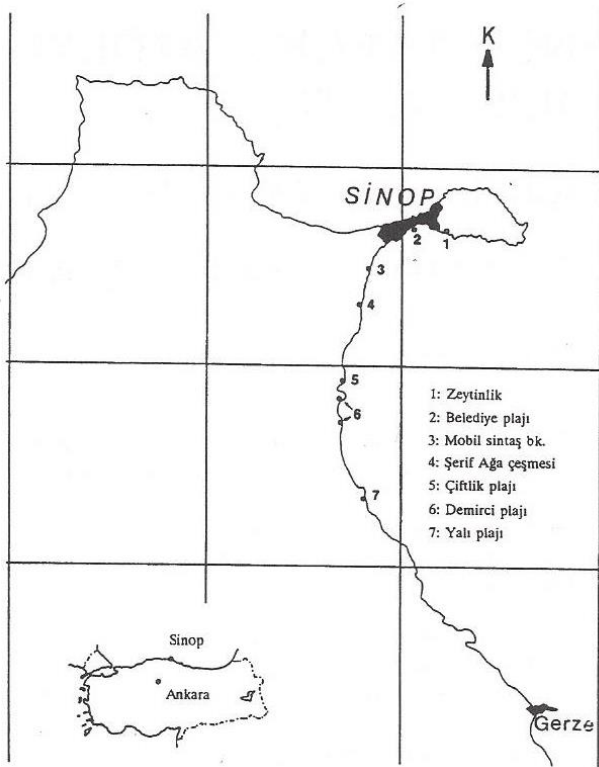 K
SİNOP
2
1
3
4
5
6
7
1: Zeytinlik
2: Belediye plajı
3: Mobil sintaş bk.
4: Şerif Ağa çeşmesi
5: Çiftlik plajı
6: Demirci plajı
7: Yalı plajı
Sinop
Ankara
Gerze